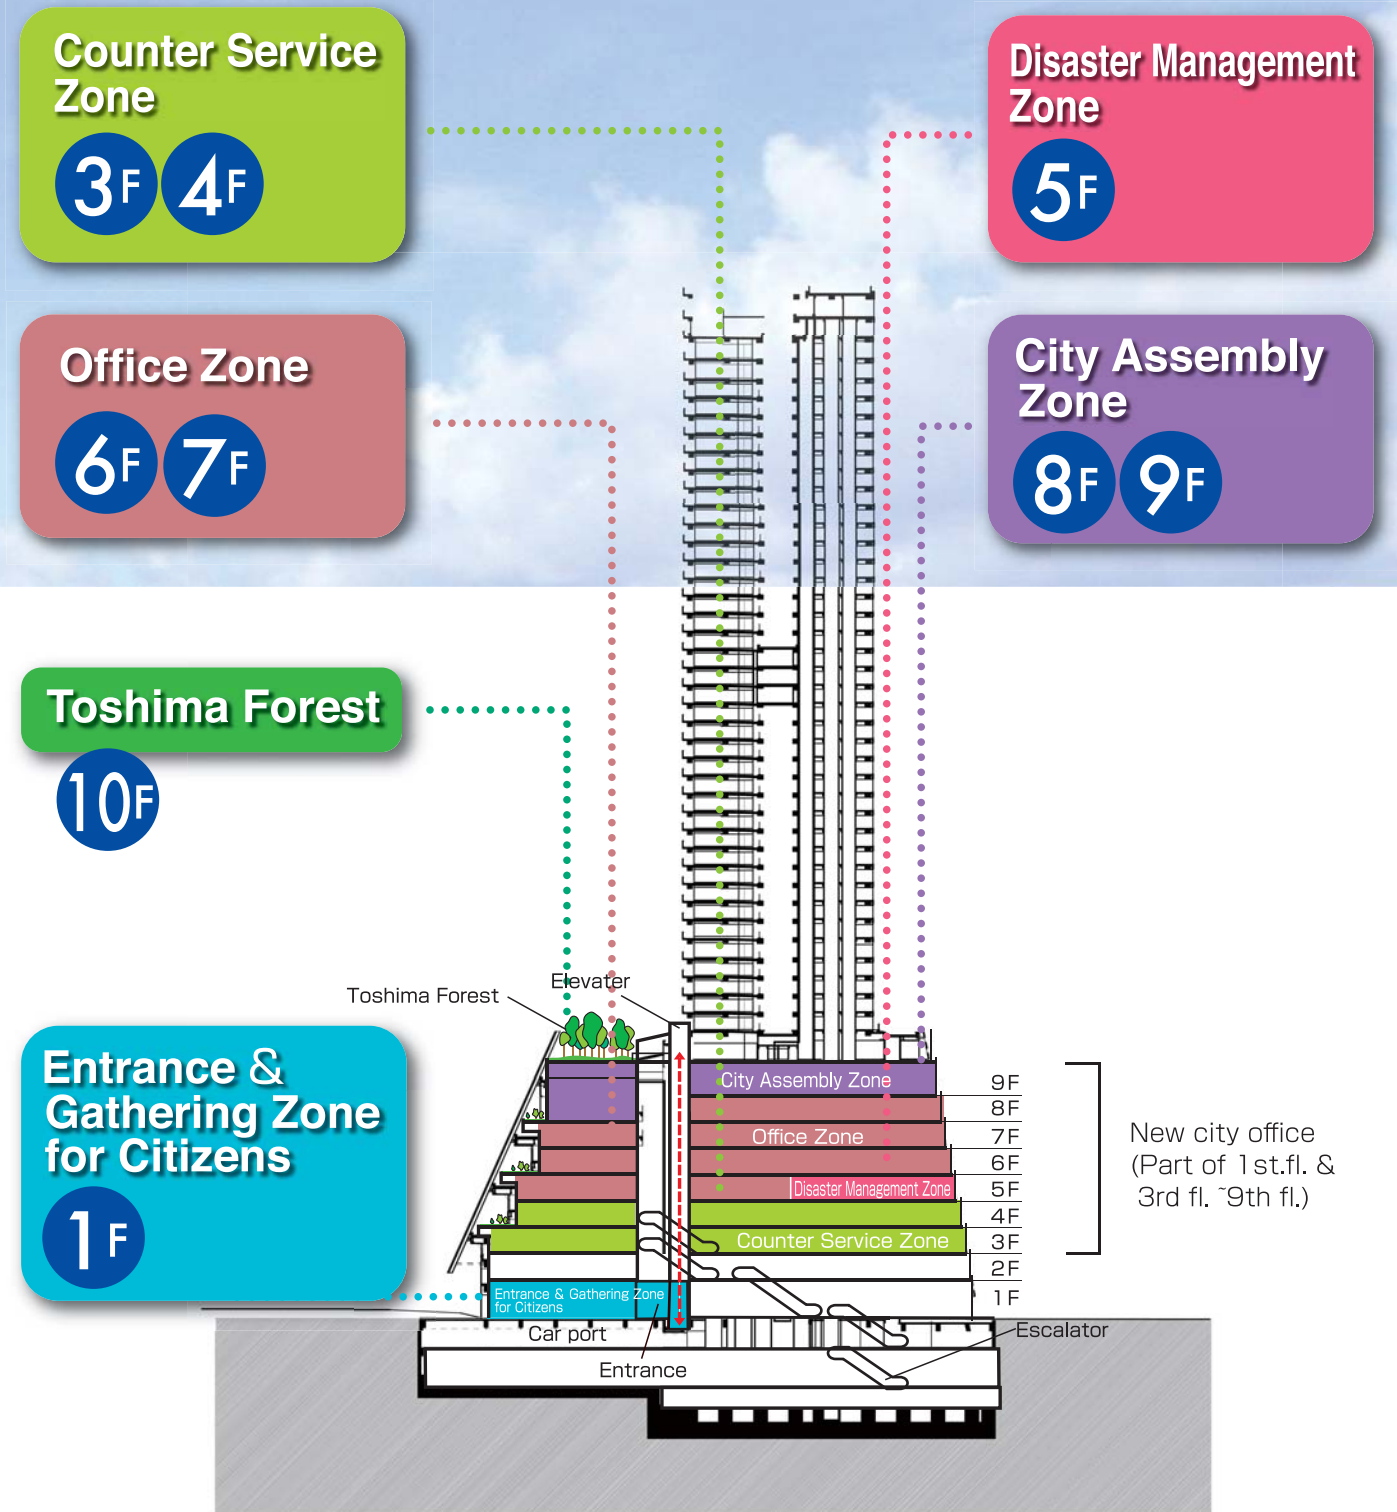 Counter Service
Zone
3F 4F
Disaster Management
Zone
5F
Office Zone
6F 7F
City Assembly
Zone
8F 9F
Toshima Forest
10F
Elevater
Toshima Forest
Entrance &
Gathering Zone
for Citizens
1F
City Assembly Zone
9F
8F
Office Zone
7F
6F
Disaster Management Zone
5F
4F
Counter Service Zone
3F
2F
1F
New city office
(Part of 1st.fl. &
3rd fl. ~9th fl.)
Entrance & Gathering Zone
for Citizens
Car port
Entrance
Escalator